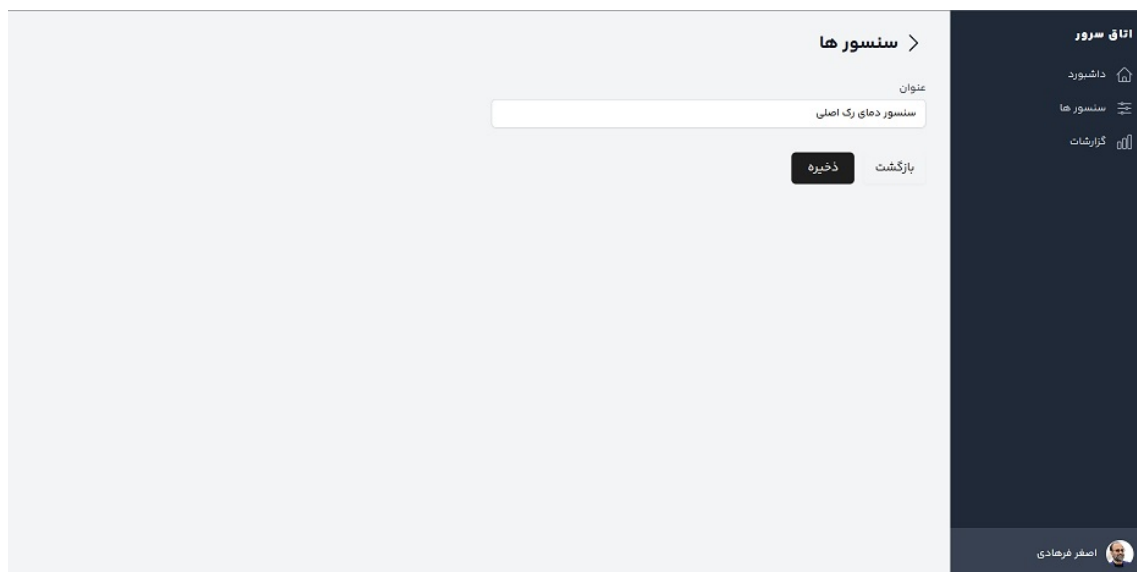 اتاق سرور
داشبورد
سنسور ها
گزارشات
اصغر فرهادی
سنسور ها
عنوان
سنسور دمای رک اصلی
بازگشت
ذخیره